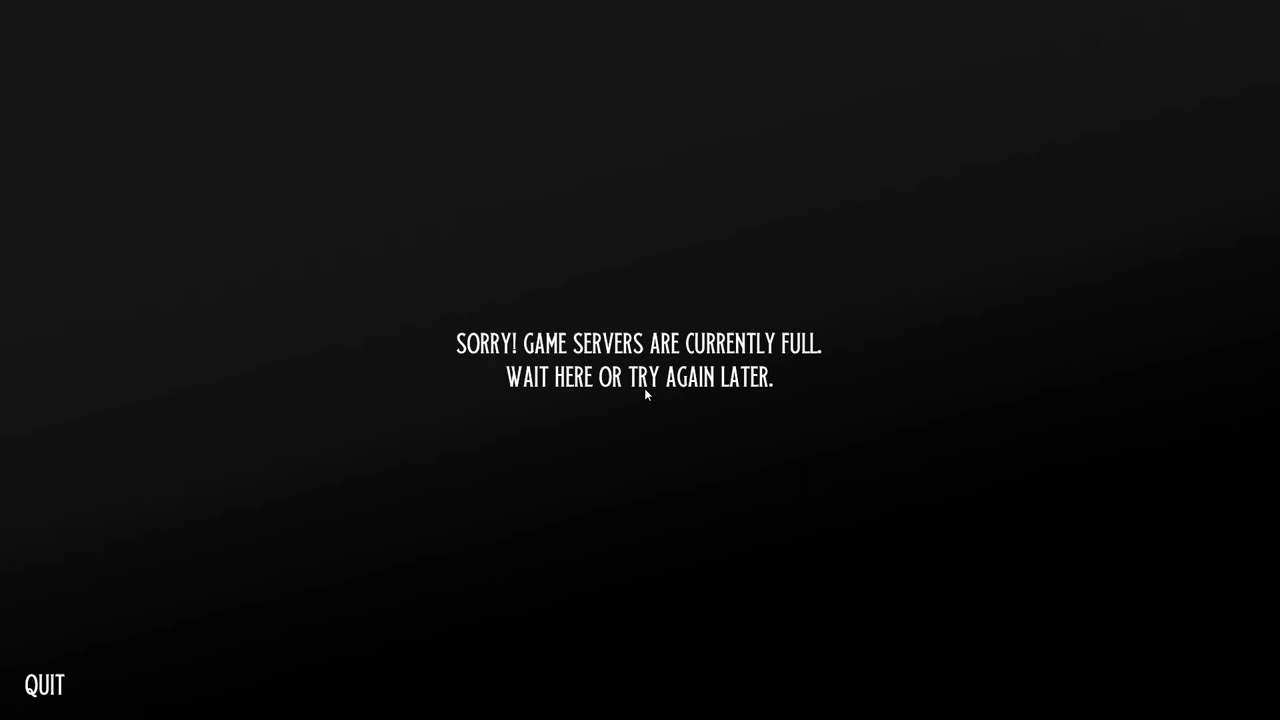 SORRY! GAME SERVERS ARE CURRENTLY FULL.
WAIT HERE OR TRY AGAIN LATER.
QUIT